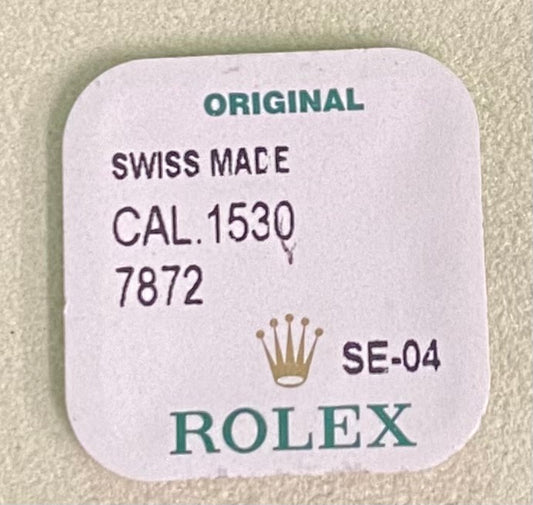 ORIGINAL
SWISS MADE
CAL.1530
7872
SE-04
ROLEX